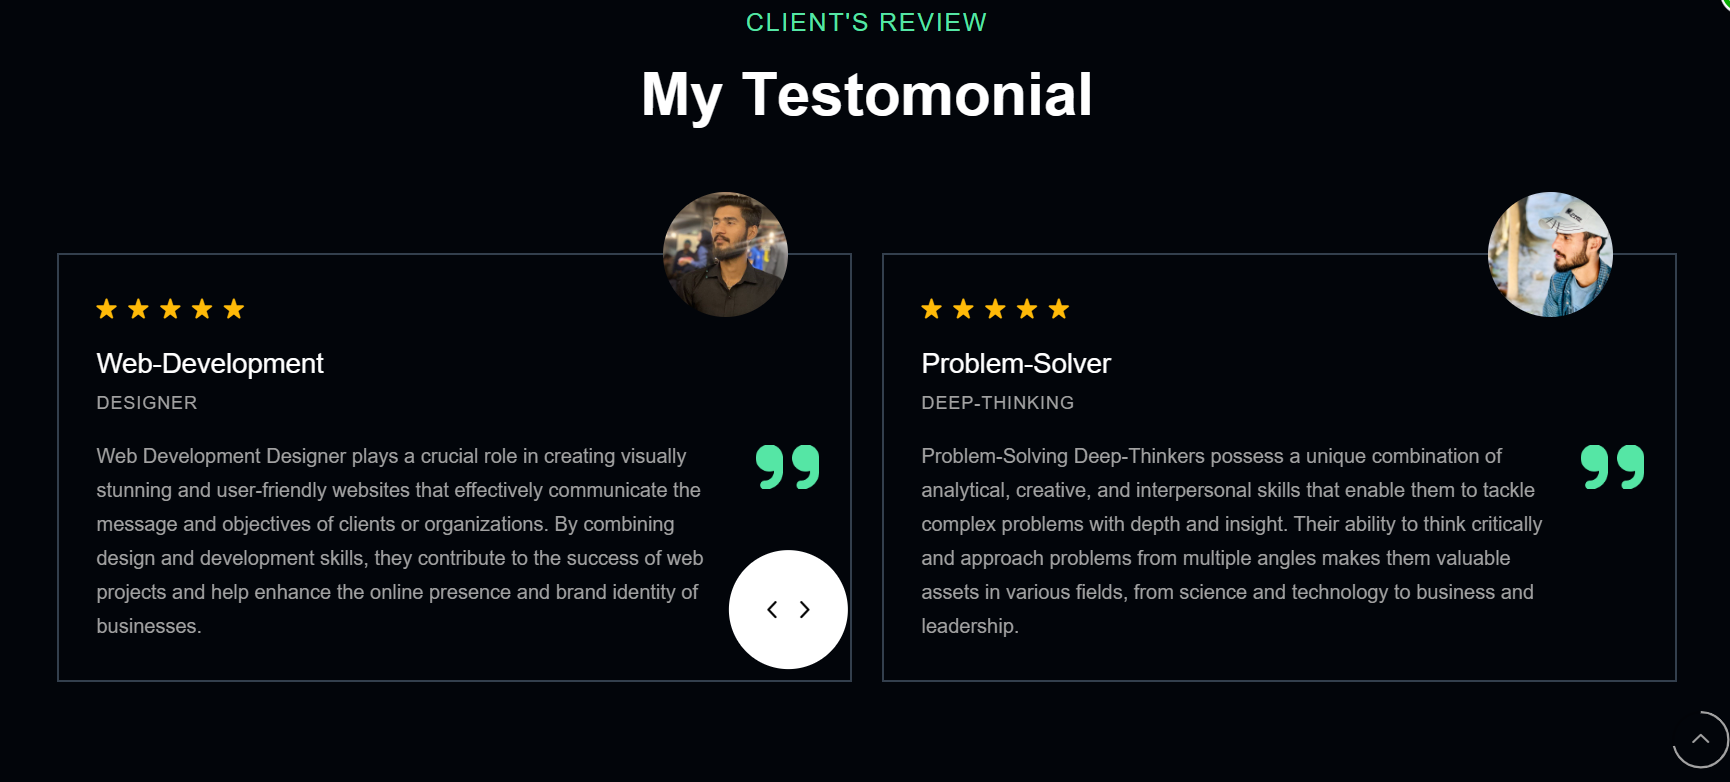 CLIENT'S REVIEW
My Testomonial
Web-Development
DESIGNER
Web Development Designer plays a crucial role in creating visually
stunning and user-friendly websites that effectively communicate the
message and objectives of clients or organizations. By combining
design and development skills, they contribute to the success of web
projects and help enhance the online presence and brand identity of
businesses.
Problem-Solver
DEEP-THINKING
Problem-Solving Deep-Thinkers possess a unique combination of
analytical, creative, and interpersonal skills that enable them to tackle
complex problems with depth and insight. Their ability to think critically
and approach problems from multiple angles makes them valuable
assets in various fields, from science and technology to business and
leadership.